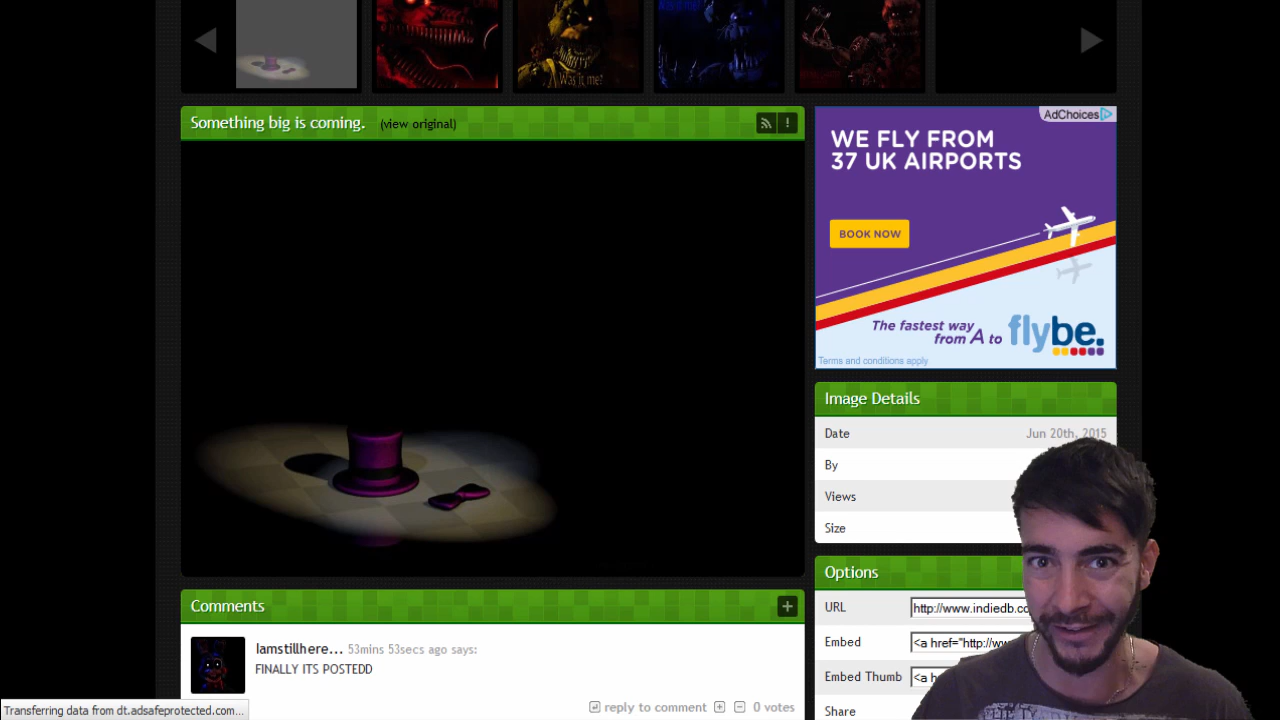 Was it me?
Something big is coming. (view original)
AdChoices
WE FLY FROM
37 UK AIRPORTS
BOOK NOW
The fastest way
from A to
flybe.
Terms and conditions apply
Image Details
Date Jun 20th, 2015
By
Views
Size
Options
URL http://www.indiedb.co
Embed <a href="http://ww
Embed Thumb <a h
Share
Comments
Iamstillhere... 53mins 53secs ago says:
FINALLY ITS POSTEDD
reply to comment 0 votes
Transferring data from dt.adsafeprotected.com...